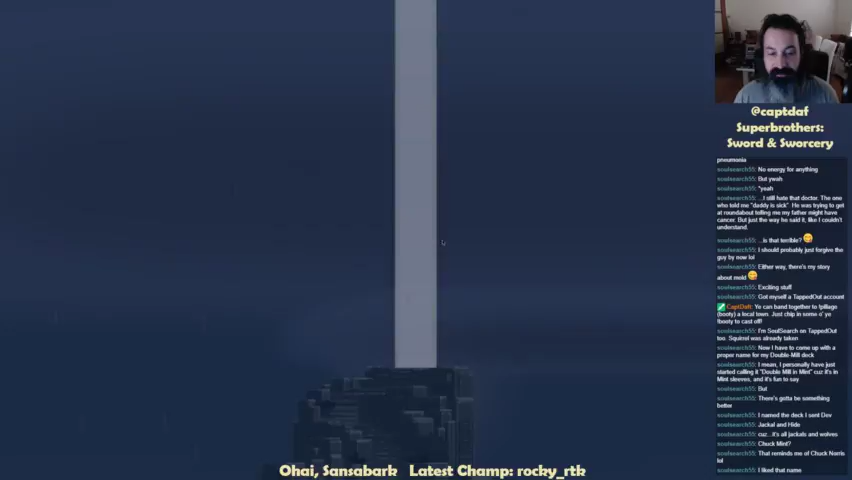 @captdaf
Superbrothers:
Sword & Sworcery
pneumonia
soulsearch55: No energy for anything
soulsearch55: But ywah
soulsearch55: *yeah
soulsearch55: ...I still hate that doctor. The one
who told me "daddy is sick". He was trying to get
at roundabout telling me my father might have
cancer. But just the way he said it, like I couldn't
understand.
soulsearch55: ...is that terrible?
soulsearch55: I should probably just forgive the
guy by now lol
soulsearch55: Either way, there's my story
about mold
soulsearch55: Exciting stuff
soulsearch55: Got myself a TappedOut account
CaptDaft: Ye can band together to !pillage
(booty) a local town. Just chip in some o' ye
!booty to cast off!
soulsearch55: I'm SoulSearch on TappedOut
too. Squirrel was already taken
soulsearch55: Now I have to come up with a
proper name for my Double-Mill deck
soulsearch55: I mean, I personally have just
started calling it "Double Mill in Mint" cuz it's in
Mint sleeves, and it's fun to say
soulsearch55: But
soulsearch55: There's gotta be something
better
soulsearch55: I named the deck I sent Dev
soulsearch55: Jackal and Hide
soulsearch55: cuz...it's all jackals and wolves
soulsearch55: Chuck Mint?
soulsearch55: That reminds me of Chuck Norris
lol
soulsearch55: I liked that name
Ohai, Sansabark Latest Champ: rocky_rtk